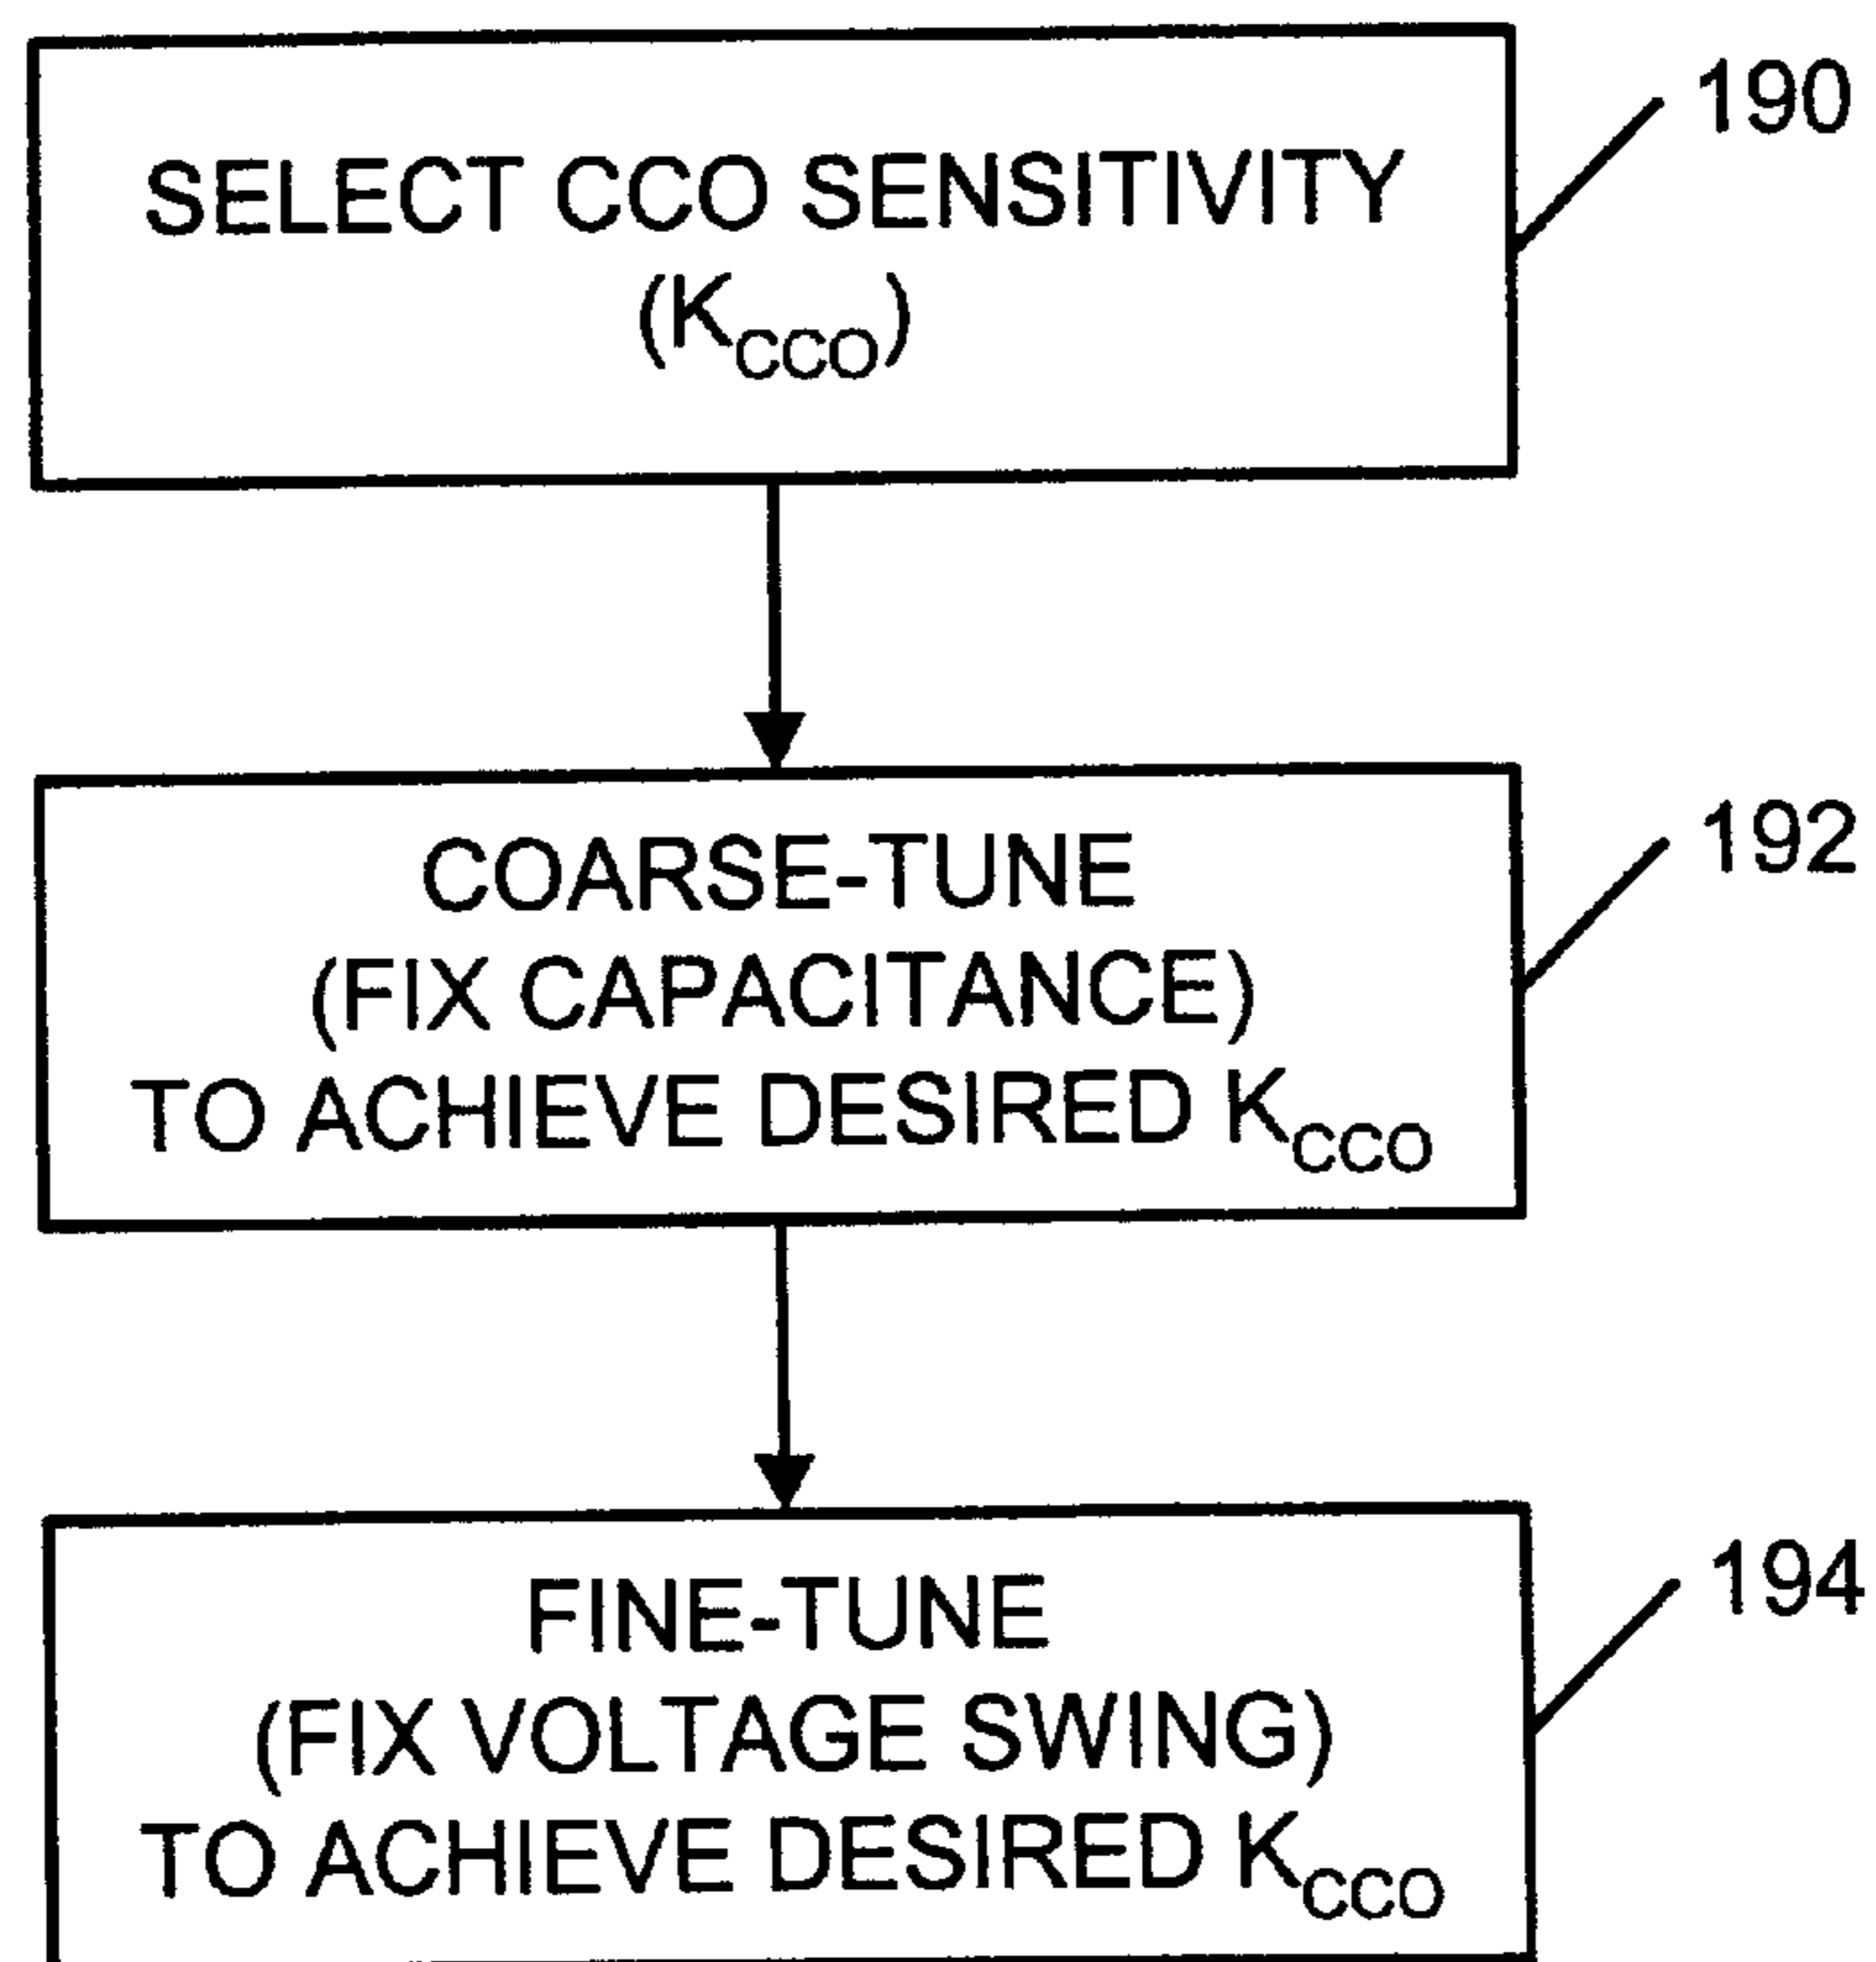 SELECT CCO SENSITIVITY
(KCCO)
190
COARSE-TUNE
(FIX CAPACITANCE)
TO ACHIEVE DESIRED KCCO
192
FINE-TUNE
(FIX VOLTAGE SWING)
TO ACHIEVE DESIRED KCCO
194